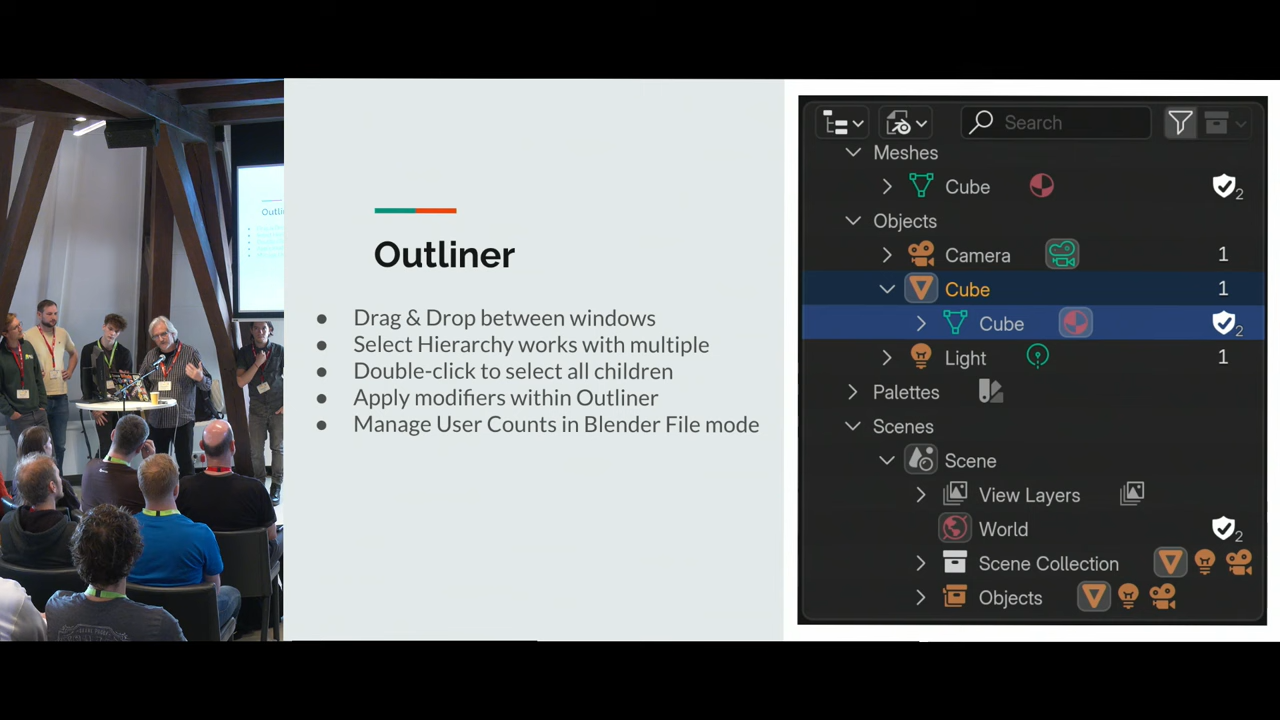 Outliner
● Drag & Drop between windows
● Select Hierarchy works with multiple
● Double-click to select all children
● Apply modifiers within Outliner
● Manage User Counts in Blender File mode
Search
Meshes
Cube 2
Objects
Camera 1
Cube 1
Cube 2
Light 1
Palettes
Scenes
Scene
View Layers
World 2
Scene Collection
Objects